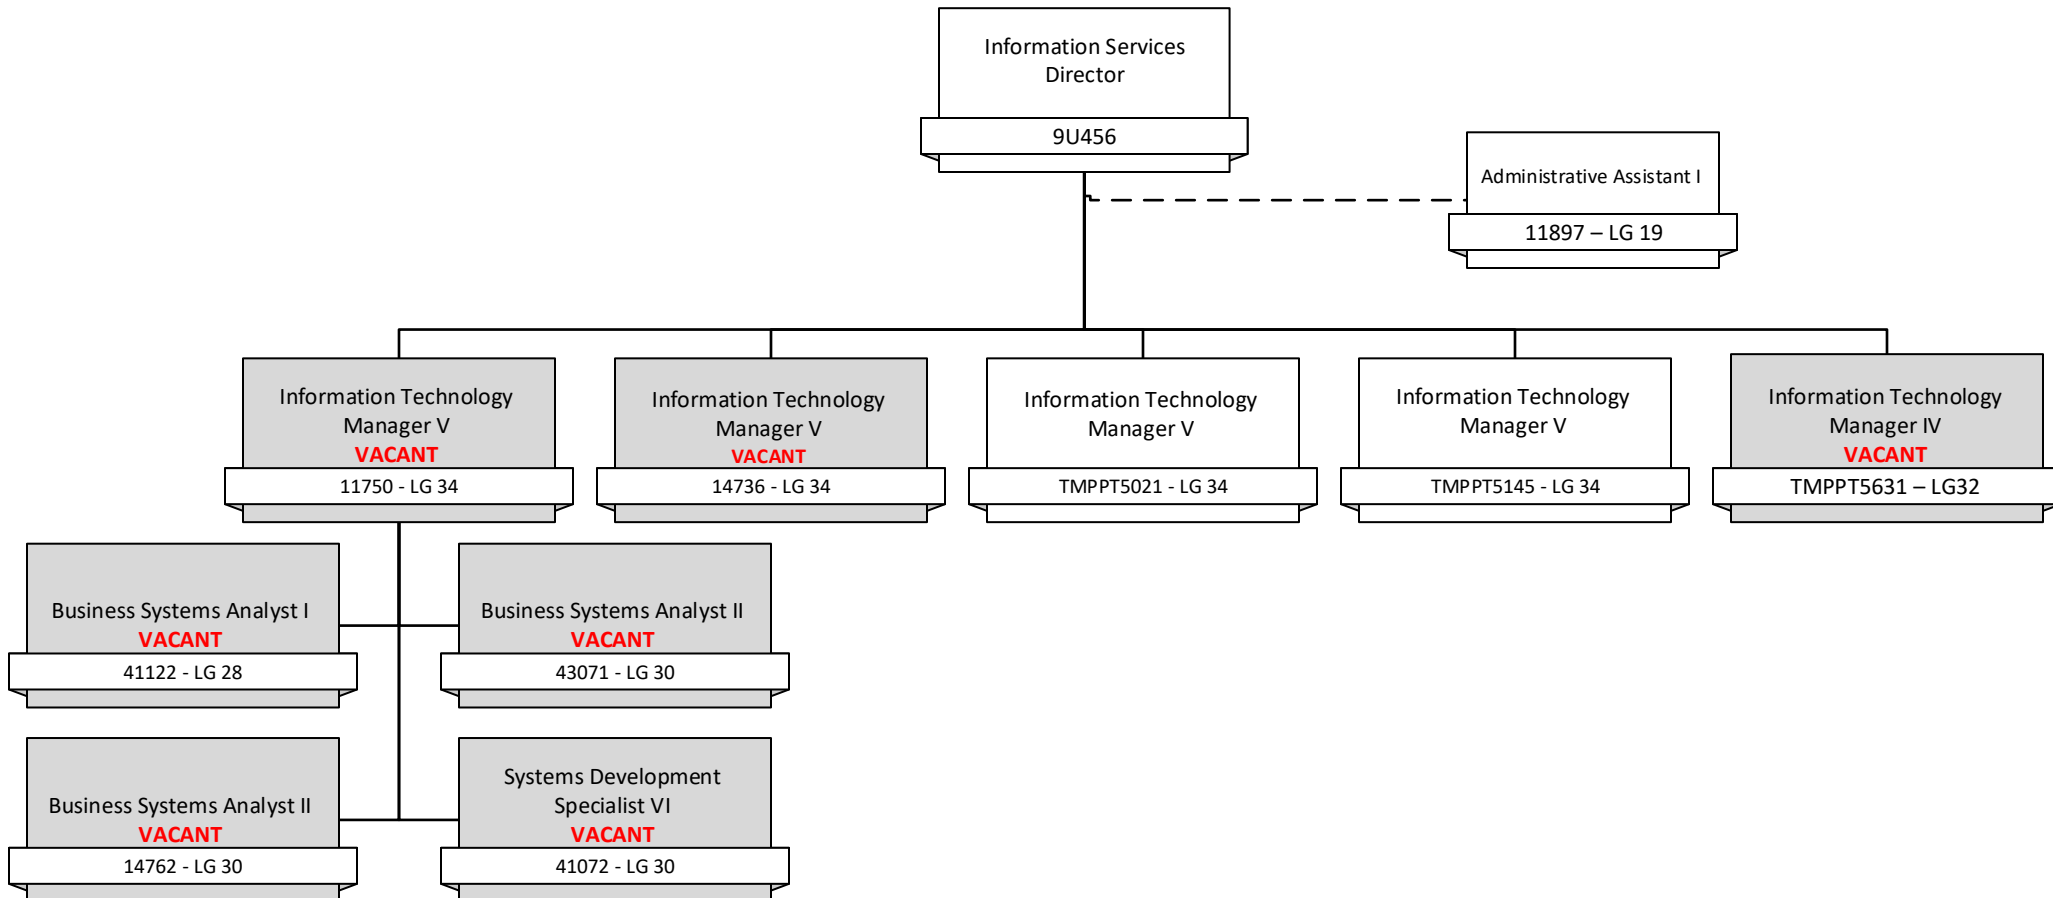 Information Services
Director
9U456
Administrative Assistant I
11897 – LG 19
Information Technology
Manager V
VACANT
11750 - LG 34
Information Technology
Manager V
VACANT
14736 - LG 34
Information Technology
Manager V
TMPPT5021 - LG 34
Information Technology
Manager V
TMPPT5145 - LG 34
Information Technology
Manager IV
VACANT
TMPPT5631 – LG32
Business Systems Analyst I
VACANT
41122 - LG 28
Business Systems Analyst II
VACANT
43071 - LG 30
Business Systems Analyst II
VACANT
14762 - LG 30
Systems Development
Specialist VI
VACANT
41072 - LG 30